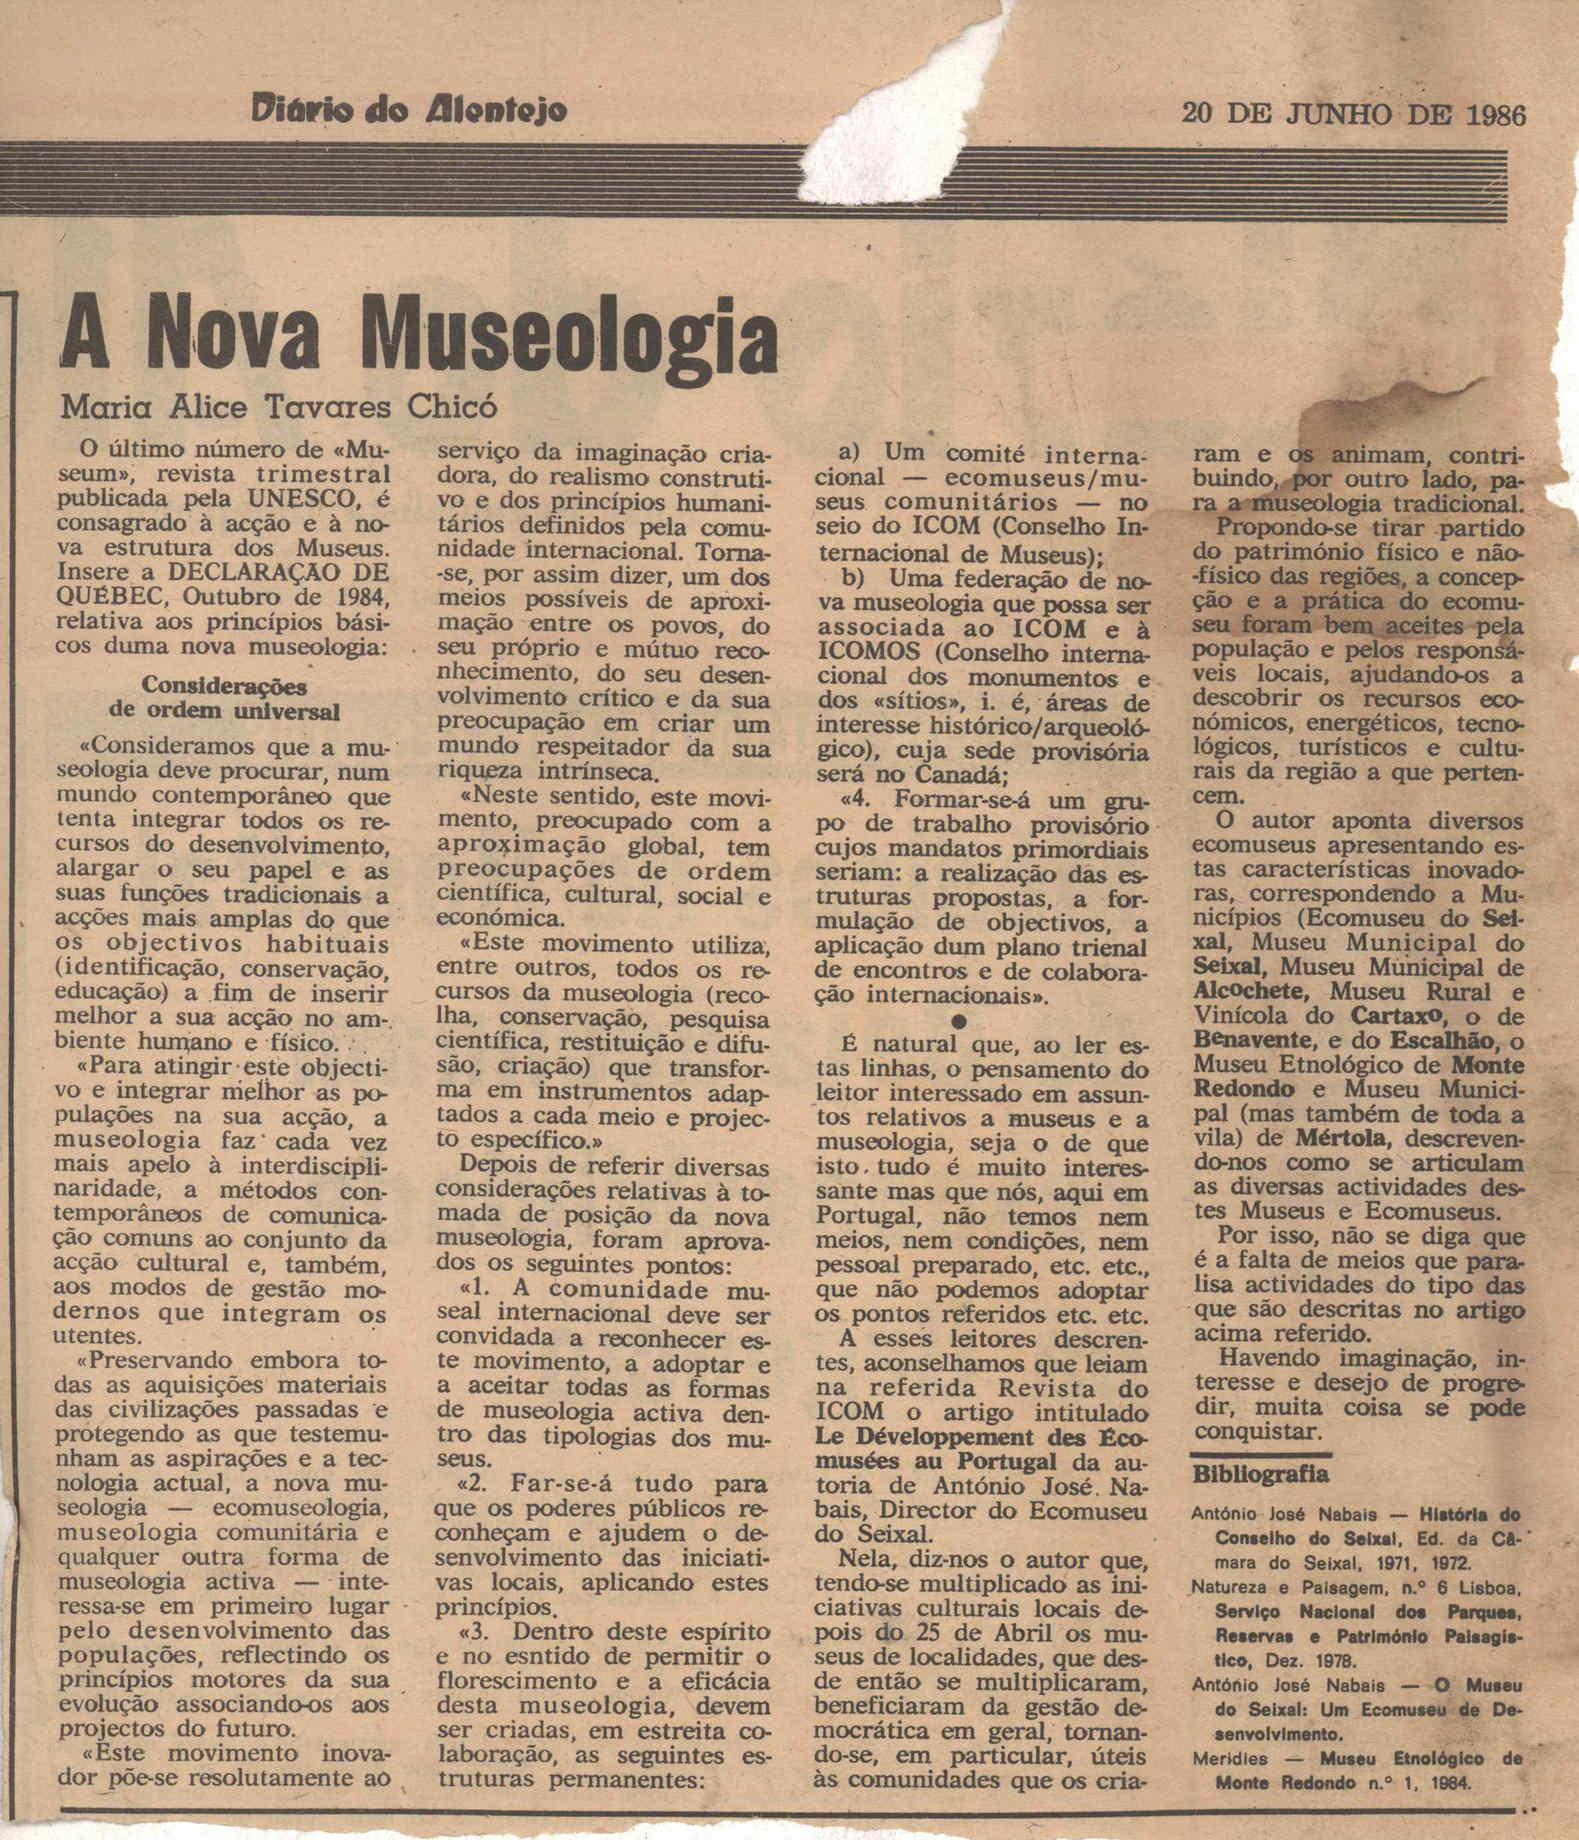 Diário do Alentejo
20 DE JUNHO DE 1986
A Nova Museologia
Maria Alice Tavares Chicó
O último número de «Mu-
seum», revista trimestral
publicada pela UNESCO, é
consagrado à acção e à no-
va estrutura dos Museus.
Insere a DECLARAÇÃO DE
QUÉBEC, Outubro de 1984,
relativa aos princípios bási-
cos duma nova museologia:
Considerações
de ordem universal
«Consideramos que a mu-
seologia deve procurar, num
mundo contemporâneo que
tenta integrar todos os re-
cursos do desenvolvimento,
alargar o seu papel e as
suas funções tradicionais a
acções mais amplas do que
os objectivos habituais
(identificação, conservação,
educação) a fim de inserir
melhor a sua acção no am-
biente humano e físico.
«Para atingir este objecti-
vo e integrar melhor as po-
pulações na sua acção, a
museologia faz cada vez
mais apelo à interdiscipli-
naridade, a métodos con-
temporâneos de comunica-
ção comuns ao conjunto da
acção cultural e, também,
aos modos de gestão mo-
dernos que integram os
utentes.
«Preservando embora to-
das as aquisições materiais
das civilizações passadas e
protegendo as que testemu-
nham as aspirações e a tec-
nologia actual, a nova mu-
seologia — ecomuseologia,
museologia comunitária e
qualquer outra forma de
museologia activa — inte-
ressa-se em primeiro lugar
pelo desenvolvimento das
populações, reflectindo os
princípios motores da sua
evolução associando-os aos
projectos do futuro.
«Este movimento inova-
dor põe-se resolutamente ao
serviço da imaginação cria-
dora, do realismo construti-
vo e dos princípios humani-
tários definidos pela comu-
nidade internacional. Torna-
-se, por assim dizer, um dos
meios possíveis de aproxi-
mação entre os povos, do
seu próprio e mútuo reco-
nhecimento, do seu desen-
volvimento crítico e da sua
preocupação em criar um
mundo respeitador da sua
riqueza intrínseca.
«Neste sentido, este movi-
mento, preocupado com a
aproximação global, tem
preocupações de ordem
científica, cultural, social e
económica.
«Este movimento utiliza,
entre outros, todos os re-
cursos da museologia (reco-
lha, conservação, pesquisa
científica, restituição e difu-
são, criação) que transfor-
ma em instrumentos adap-
tados a cada meio e projec-
to específico.»
Depois de referir diversas
considerações relativas à to-
mada de posição da nova
museologia, foram aprova-
dos os seguintes pontos:
«1. A comunidade mu-
seal internacional deve ser
convidada a reconhecer es-
te movimento, a adoptar e
a aceitar todas as formas
de museologia activa den-
tro das tipologias dos mu-
seus.
«2. Far-se-á tudo para
que os poderes públicos re-
conheçam e ajudem o de-
senvolvimento das iniciati-
vas locais, aplicando estes
princípios.
«3. Dentro deste espírito
e no esntido de permitir o
florescimento e a eficácia
desta museologia, devem
ser criadas, em estreita co-
laboração, as seguintes es-
truturas permanentes:
a) Um comité interna-
cional — ecomuseus/mu-
seus comunitários — no
seio do ICOM (Conselho In-
ternacional de Museus);
b) Uma federação de no-
va museologia que possa ser
associada ao ICOM e à
ICOMOS (Conselho interna-
cional dos monumentos e
dos «sítios», i. é, áreas de
interesse histórico/arqueoló-
gico), cuja sede provisória
será no Canadá;
«4. Formar-se-á um gru-
po de trabalho provisório
cujos mandatos primordiais
seriam: a realização das es-
truturas propostas, a for-
mulação de objectivos, a
aplicação dum plano trienal
de encontros e de colabora-
ção internacionais».
●
É natural que, ao ler es-
tas linhas, o pensamento do
leitor interessado em assun-
tos relativos a museus e a
museologia, seja o de que
isto tudo é muito interes-
sante mas que nós, aqui em
Portugal, não temos nem
meios, nem condições, nem
pessoal preparado, etc. etc.,
que não podemos adoptar
os pontos referidos etc. etc.
A esses leitores descren-
tes, aconselhamos que leiam
na referida Revista do
ICOM o artigo intitulado
Le Développement des Éco-
musées au Portugal da au-
toria de António José Na-
bais, Director do Ecomuseu
do Seixal.
Nela, diz-nos o autor que,
tendo-se multiplicado as ini-
ciativas culturais locais de-
pois do 25 de Abril os mu-
seus de localidades, que des-
de então se multiplicaram,
beneficiaram da gestão de-
mocrática em geral, tornan-
do-se, em particular, úteis
às comunidades que os cria-
ram e os animam, contri-
buindo, por outro lado, pa-
ra a museologia tradicional.
Propondo-se tirar partido
do património físico e não-
-físico das regiões, a concep-
ção e a prática do ecomu-
seu foram bem aceites pela
população e pelos responsá-
veis locais, ajudando-os a
descobrir os recursos eco-
nómicos, energéticos, tecno-
lógicos, turísticos e cultu-
rais da região a que perten-
cem.
O autor aponta diversos
ecomuseus apresentando es-
tas características inovado-
ras, correspondendo a Mu-
nicípios (Ecomuseu do Sei-
xal, Museu Municipal do
Seixal, Museu Municipal de
Alcochete, Museu Rural e
Vinícola do Cartaxo, o de
Benavente, e do Escalhão, o
Museu Etnológico de Monte
Redondo e Museu Munici-
pal (mas também de toda a
vila) de Mértola, descreven-
do-nos como se articulam
as diversas actividades des-
tes Museus e Ecomuseus.
Por isso, não se diga que
é a falta de meios que para-
lisa actividades do tipo das
que são descritas no artigo
acima referido.
Havendo imaginação, in-
teresse e desejo de progre-
dir, muita coisa se pode
conquistar.
Bibliografia
António José Nabais — História do
Conselho do Seixal, Ed. da Câ-
mara do Seixal, 1971, 1972.
Natureza e Paisagem, n.º 6 Lisboa,
Serviço Nacional dos Parques,
Reservas e Património Paisagis-
tico, Dez. 1978.
António José Nabais — O Museu
do Seixal: Um Ecomuseu de De-
senvolvimento.
Meridies — Museu Etnológico de
Monte Redondo n.º 1, 1984.